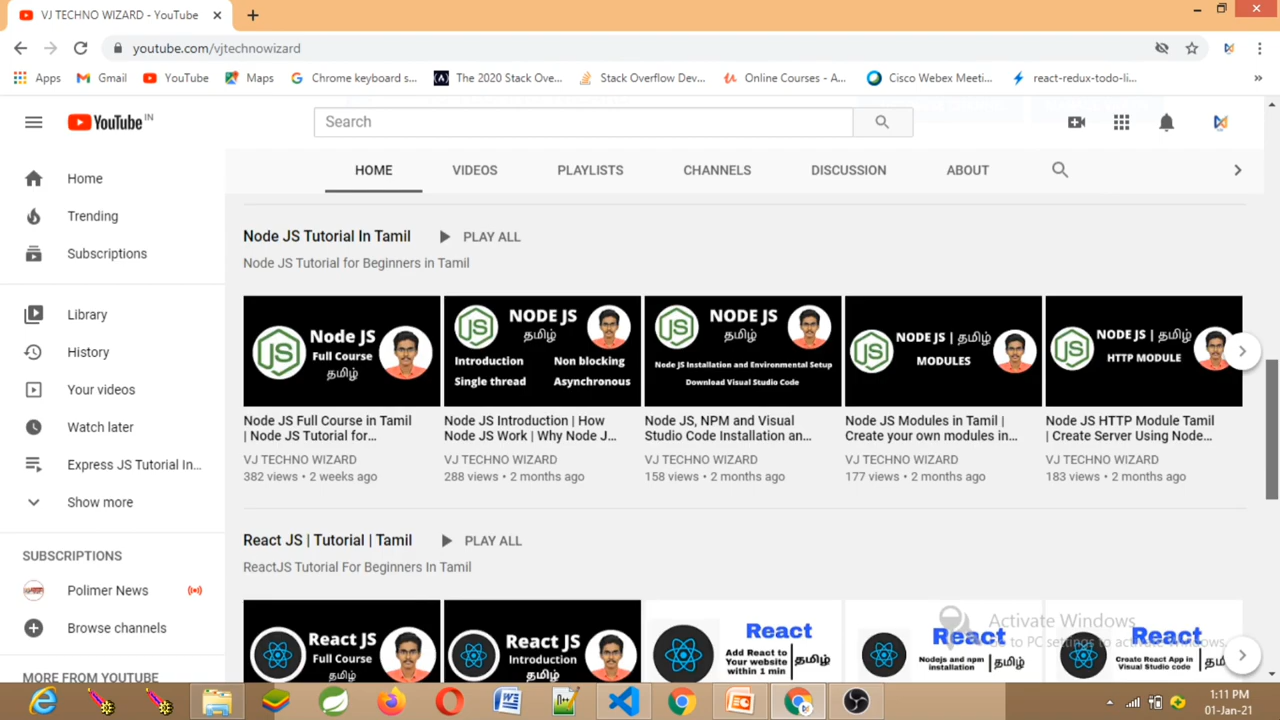 VJ TECHNO WIZARD - YouTube
youtube.com/vjtechnowizard
Apps
Gmail
YouTube
Maps
Chrome keyboard s...
The 2020 Stack Ove...
Stack Overflow Dev...
Online Courses - A...
Cisco Webex Meeti...
react-redux-todo-li...
YouTube IN
Search
HOME
VIDEOS
PLAYLISTS
CHANNELS
DISCUSSION
ABOUT
Home
Trending
Subscriptions
Library
History
Your videos
Watch later
Express JS Tutorial In...
Show more
SUBSCRIPTIONS
Polimer News
Browse channels
MORE FROM YOUTUBE
Node JS Tutorial In Tamil
PLAY ALL
Node JS Tutorial for Beginners in Tamil
JS
Node JS
Full Course
தமிழ்
JS
NODE JS
தமிழ்
Introduction
Non blocking
Single thread
Asynchronous
JS
NODE JS
தமிழ்
Node JS Installation and Environmental Setup
Download Visual Studio Code
JS
NODE JS | தமிழ்
MODULES
JS
NODE JS | தமிழ்
HTTP MODULE
Node JS Full Course in Tamil
| Node JS Tutorial for...
VJ TECHNO WIZARD
382 views • 2 weeks ago
Node JS Introduction | How
Node JS Work | Why Node J...
VJ TECHNO WIZARD
288 views • 2 months ago
Node JS, NPM and Visual
Studio Code Installation an...
VJ TECHNO WIZARD
158 views • 2 months ago
Node JS Modules in Tamil |
Create your own modules in...
VJ TECHNO WIZARD
177 views • 2 months ago
Node JS HTTP Module Tamil
| Create Server Using Node...
VJ TECHNO WIZARD
183 views • 2 months ago
React JS | Tutorial | Tamil
PLAY ALL
ReactJS Tutorial For Beginners In Tamil
React JS
Full Course
தமிழ்
React JS
Introduction
தமிழ்
React
Add React to
Your website
within 1 min
தமிழ்
React
Nodejs and npm
installation
தமிழ்
React
Create React App in
Visual Studio code
Activate Windows
Go to PC settings to activate Windows.
1:11 PM
01-Jan-21